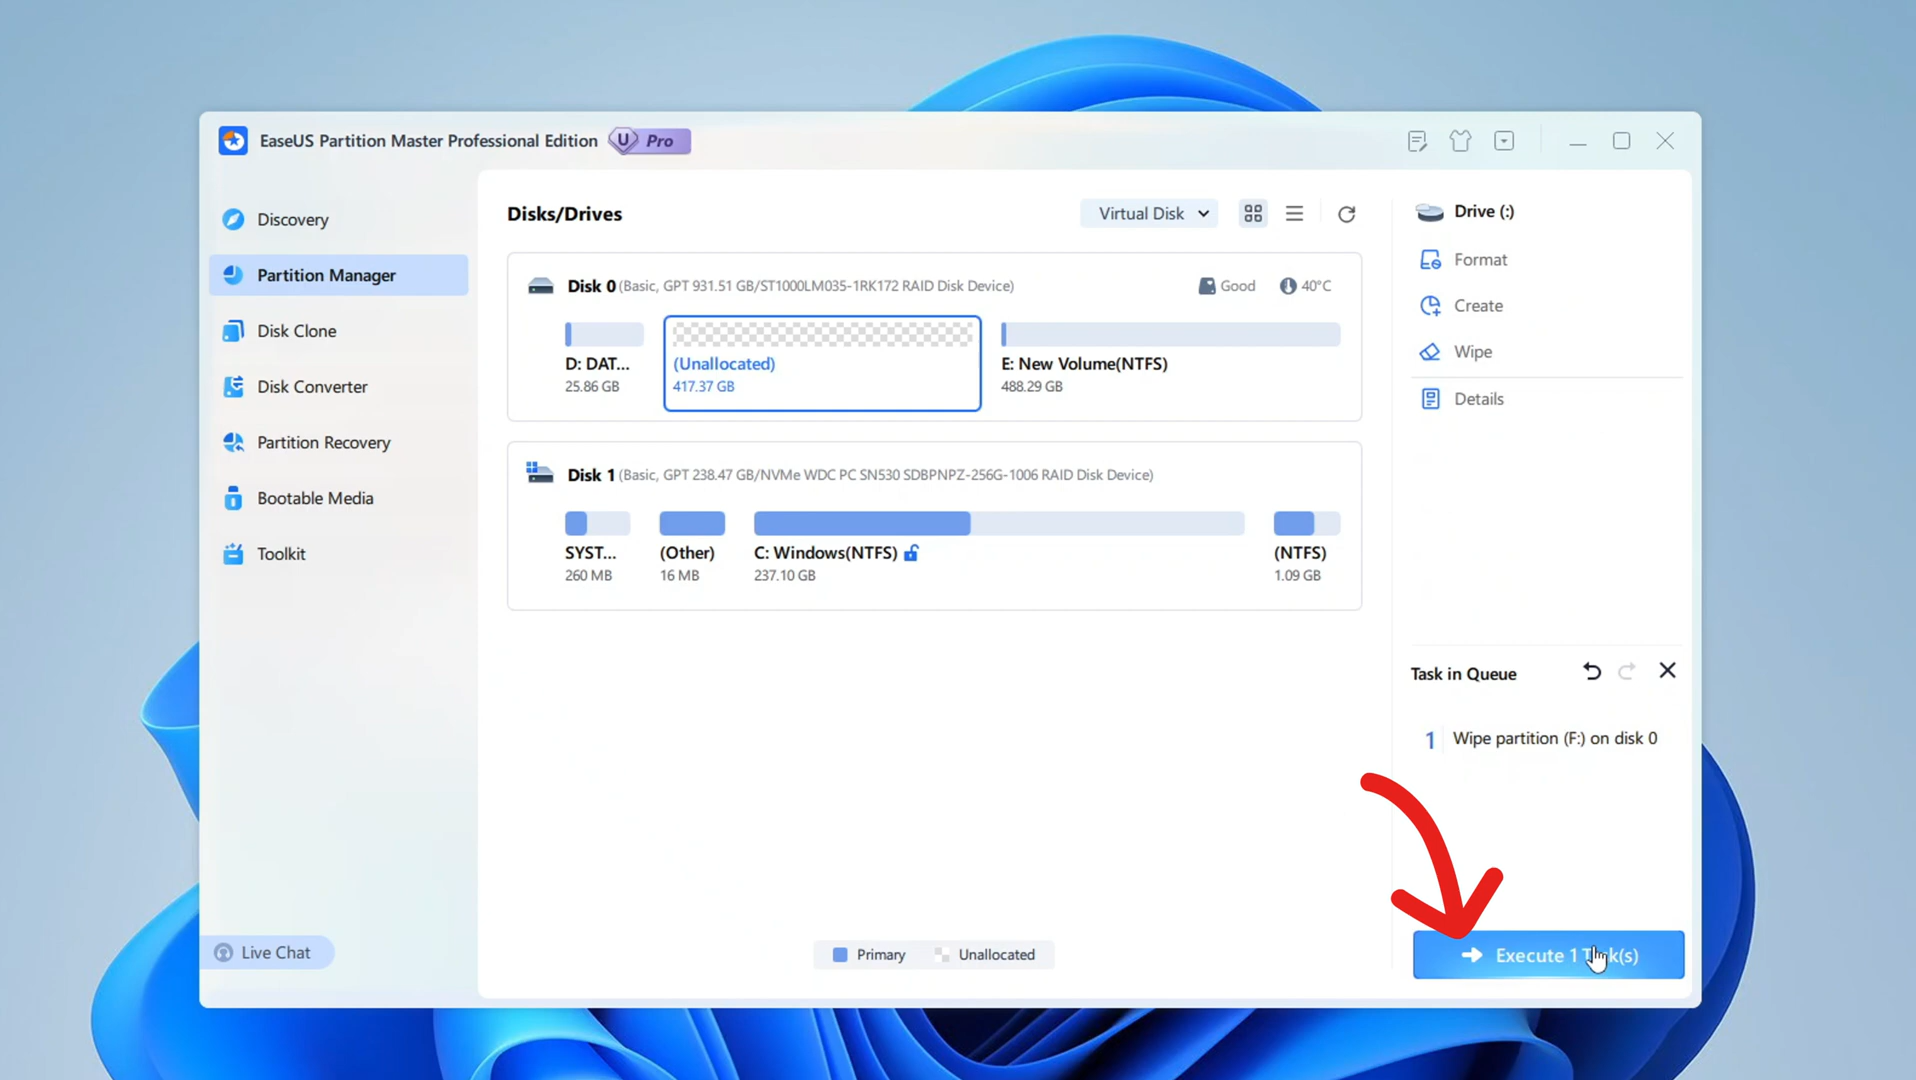 EaseUS Partition Master Professional Edition U Pro
Discovery
Partition Manager
Disk Clone
Disk Converter
Partition Recovery
Bootable Media
Toolkit
Live Chat
Disks/Drives
Virtual Disk
Disk 0 (Basic, GPT 931.51 GB/ST1000LM035-1RK172 RAID Disk Device)
Good
40°C
D: DAT...
25.86 GB
(Unallocated)
417.37 GB
E: New Volume(NTFS)
488.29 GB
Disk 1 (Basic, GPT 238.47 GB/NVMe WDC PC SN530 SDBPNPZ-256G-1006 RAID Disk Device)
SYST...
260 MB
(Other)
16 MB
C: Windows(NTFS)
237.10 GB
(NTFS)
1.09 GB
Primary
Unallocated
Drive (:)
Format
Create
Wipe
Details
Task in Queue
1 Wipe partition (F:) on disk 0
Execute 1 T k(s)